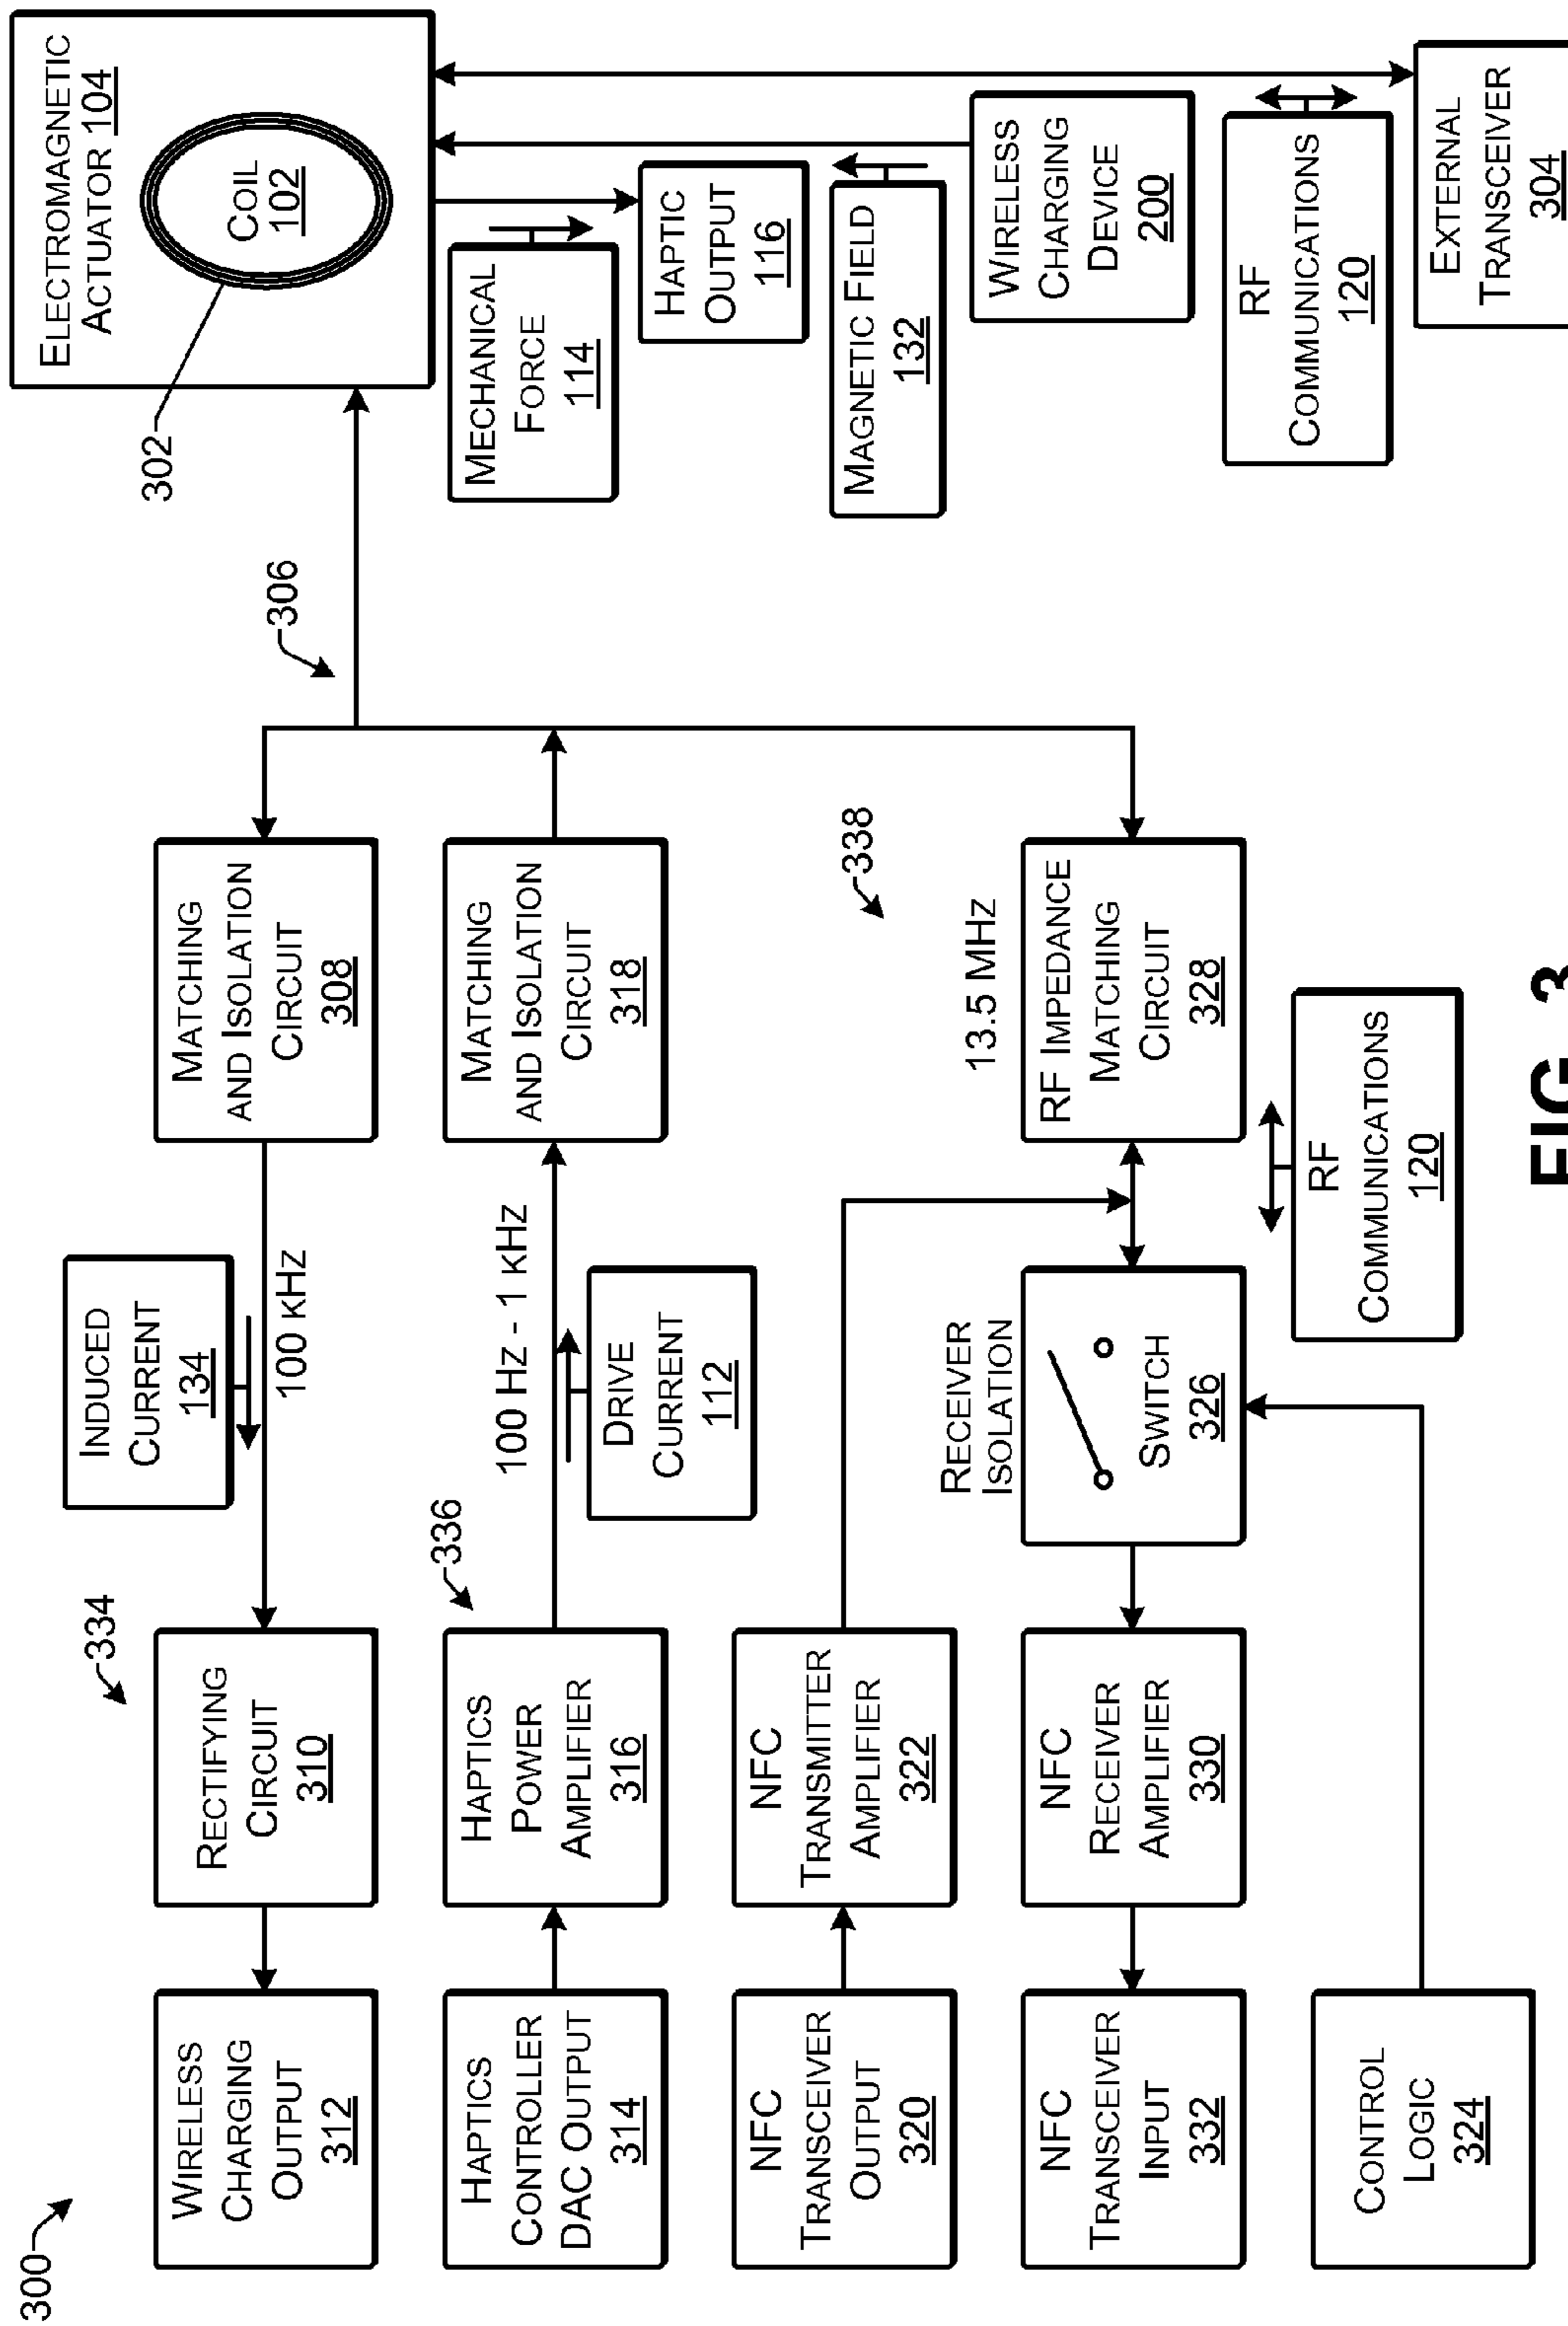 300
WIRELESS
CHARGING
OUTPUT
312
RECTIFYING
CIRCUIT
310
334
INDUCED
CURRENT
134
100 KHZ
MATCHING
AND ISOLATION
CIRCUIT
308
306
302
ELECTROMAGNETIC
ACTUATOR 104
COIL
102
HAPTICS
CONTROLLER
DAC OUTPUT
314
HAPTICS
POWER
AMPLIFIER
316
336
100 HZ - 1 KHZ
DRIVE
CURRENT
112
MATCHING
AND ISOLATION
CIRCUIT
318
MECHANICAL
FORCE
114
HAPTIC
OUTPUT
116
NFC
TRANSCEIVER
OUTPUT
320
NFC
TRANSMITTER
AMPLIFIER
322
338
MAGNETIC FIELD
132
WIRELESS
CHARGING
DEVICE
200
NFC
TRANSCEIVER
INPUT
332
NFC
RECEIVER
AMPLIFIER
330
RECEIVER
ISOLATION
SWITCH
326
13.5 MHZ
RF IMPEDANCE
MATCHING
CIRCUIT
328
RF
COMMUNICATIONS
120
RF
COMMUNICATIONS
120
CONTROL
LOGIC
324
EXTERNAL
TRANSCEIVER
304
FIG. 3